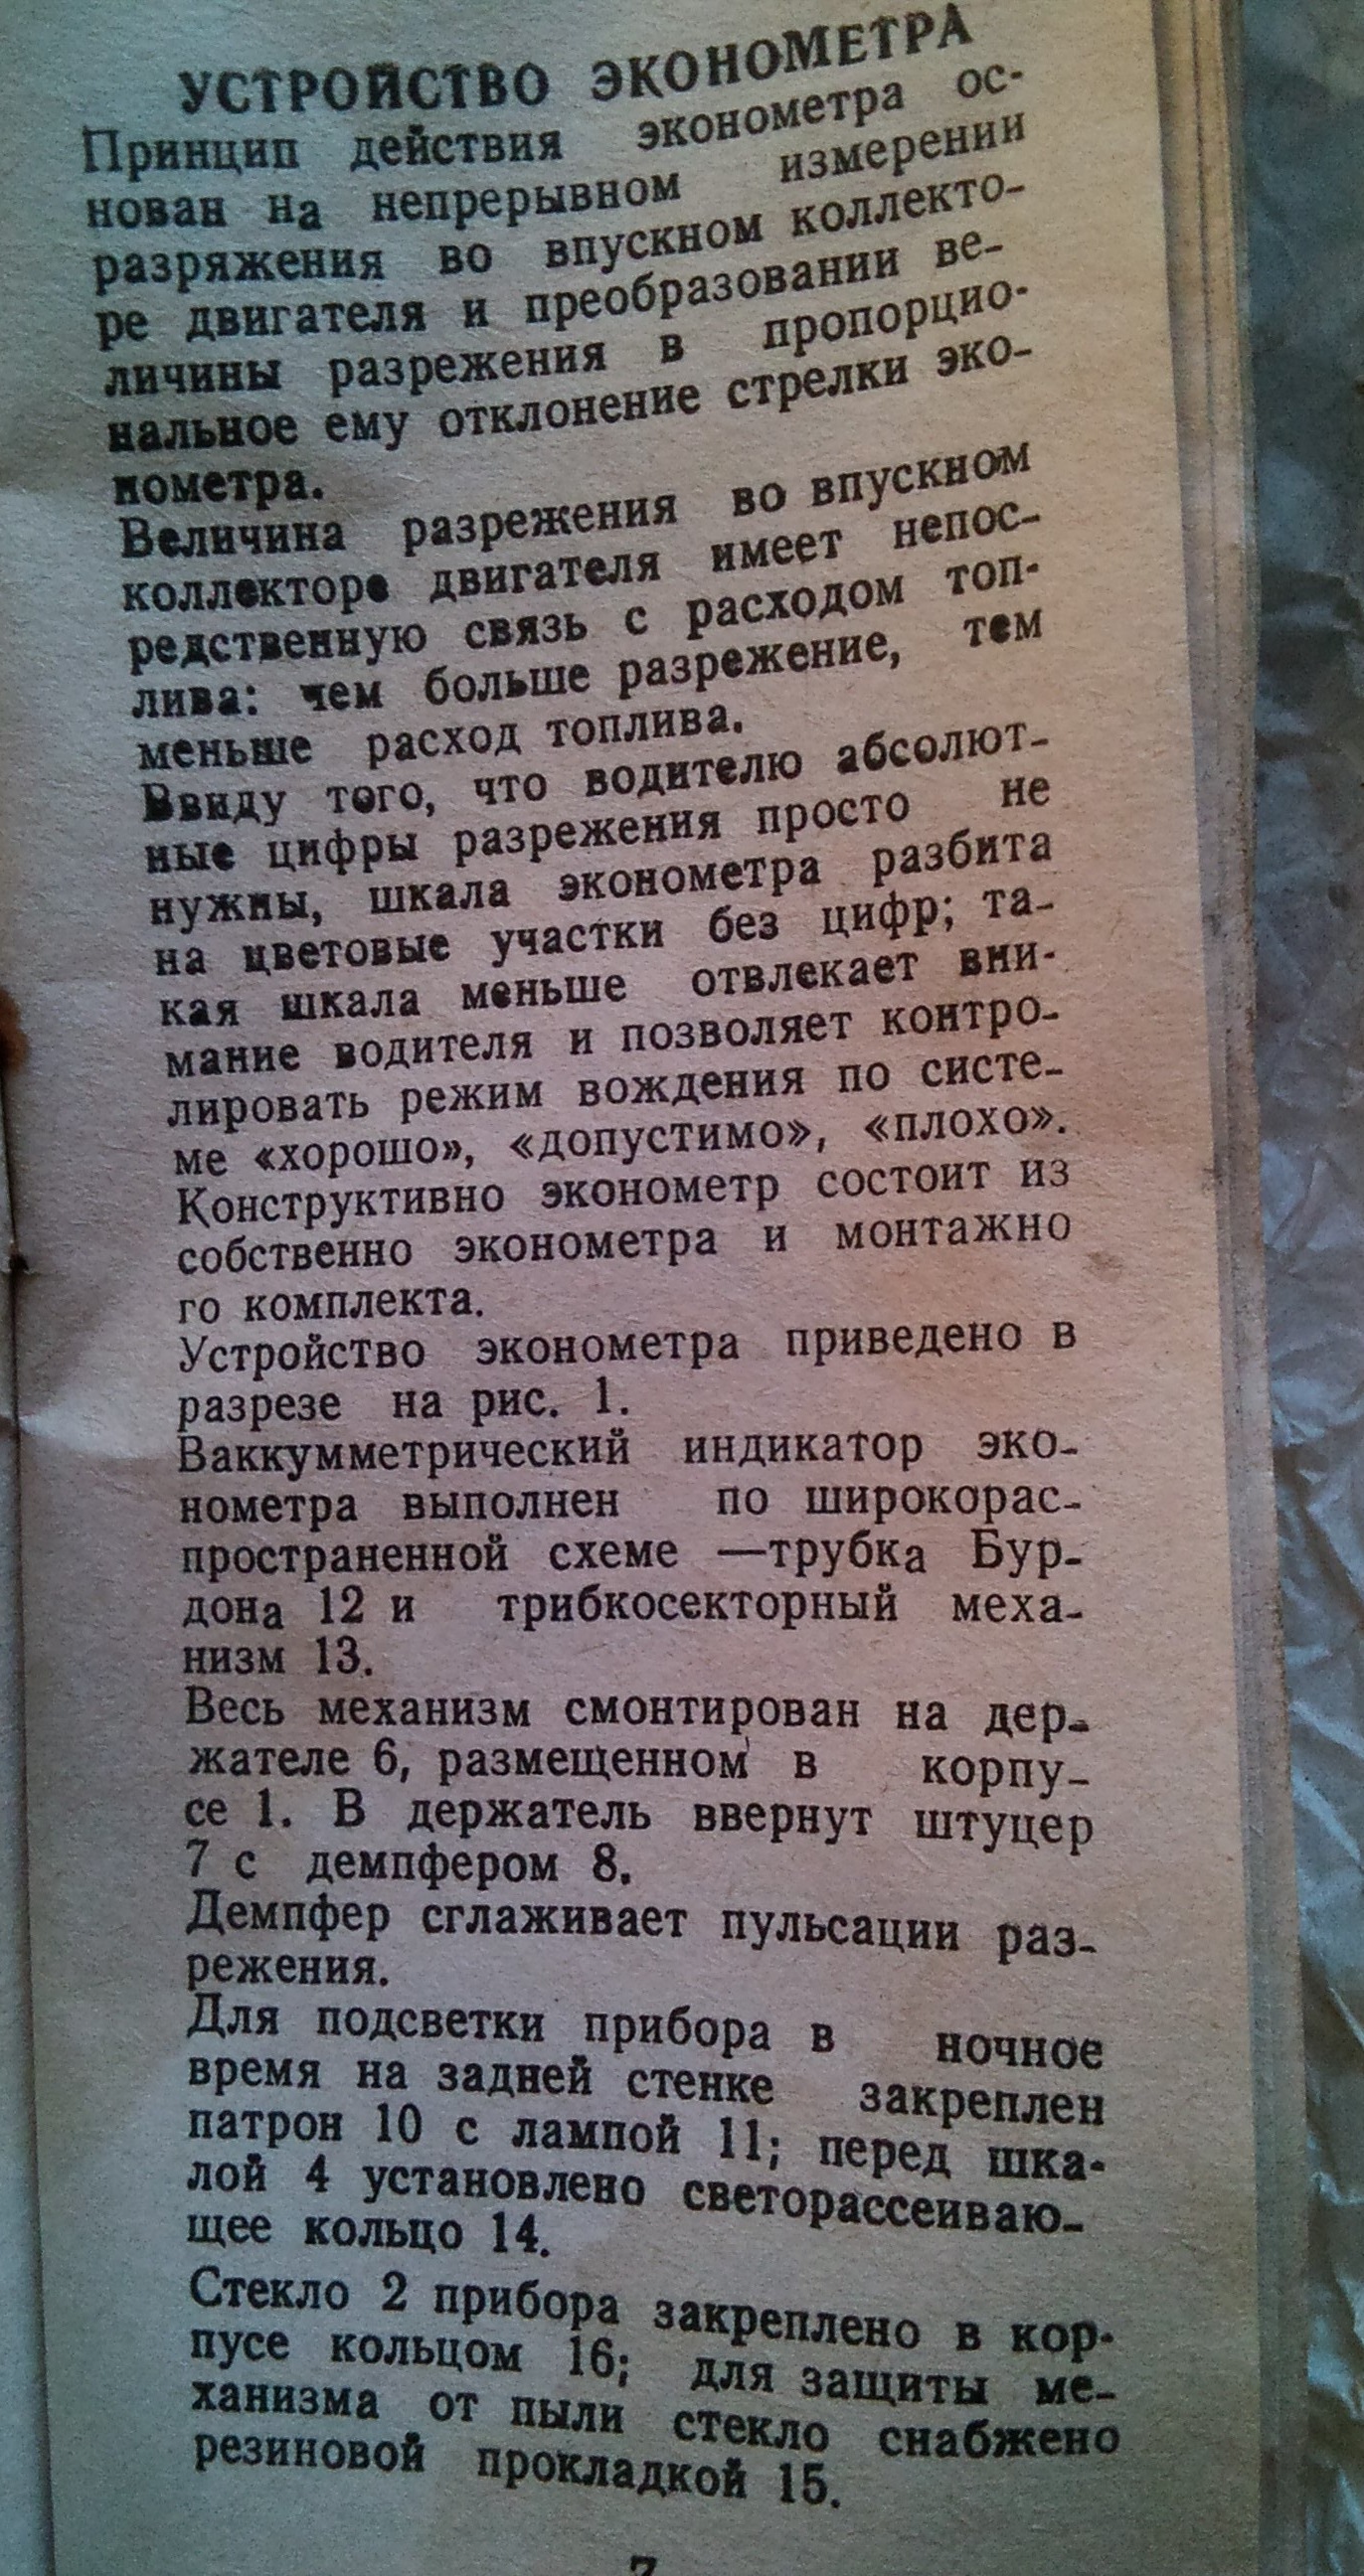 УСТРОЙСТВО ЭКОНОМЕТРА
Принцип действия эконометра ос-
нован на непрерывном измерении
разряжения во впускном коллекто-
ре двигателя и преобразовании ве-
личины разрежения в пропорцио-
нальное ему отклонение стрелки эко-
нометра.
Величина разрежения во впускном
коллекторе двигателя имеет непос-
редственную связь с расходом топ-
лива: чем больше разрежение, тем
меньше расход топлива.
Ввиду того, что водителю абсолют-
ные цифры разрежения просто не
нужны, шкала эконометра разбита
на цветовые участки без цифр; та-
кая шкала меньше отвлекает вни-
мание водителя и позволяет контро-
лировать режим вождения по систе-
ме «хорошо», «допустимо», «плохо».
Конструктивно эконометр состоит из
собственно эконометра и монтажно
го комплекта.
Устройство экономётра приведено в
разрезе на рис. 1.
Ваккумметрический индикатор эко-
нометра выполнен по широкорас-
пространенной схеме —трубка Бур-
дона 12 и трибкосекторный меха-
низм 13.
Весь механизм смонтирован на дер-
жателе 6, размещенном в корпу-
се 1. В держатель ввернут штуцер
7 с демпфером 8.
Демпфер сглаживает пульсации раз-
режения.
Для подсветки прибора в ночное
время на задней стенке закреплен
патрон 10 с лампой 11; перед шка-
лой 4 установлено светорассеиваю-
щее кольцо 14.
Стекло 2 прибора закреплено в кор-
пусе кольцом 16; для защиты ме-
ханизма от пыли стекло снабжено
резиновой прокладкой 15.
7